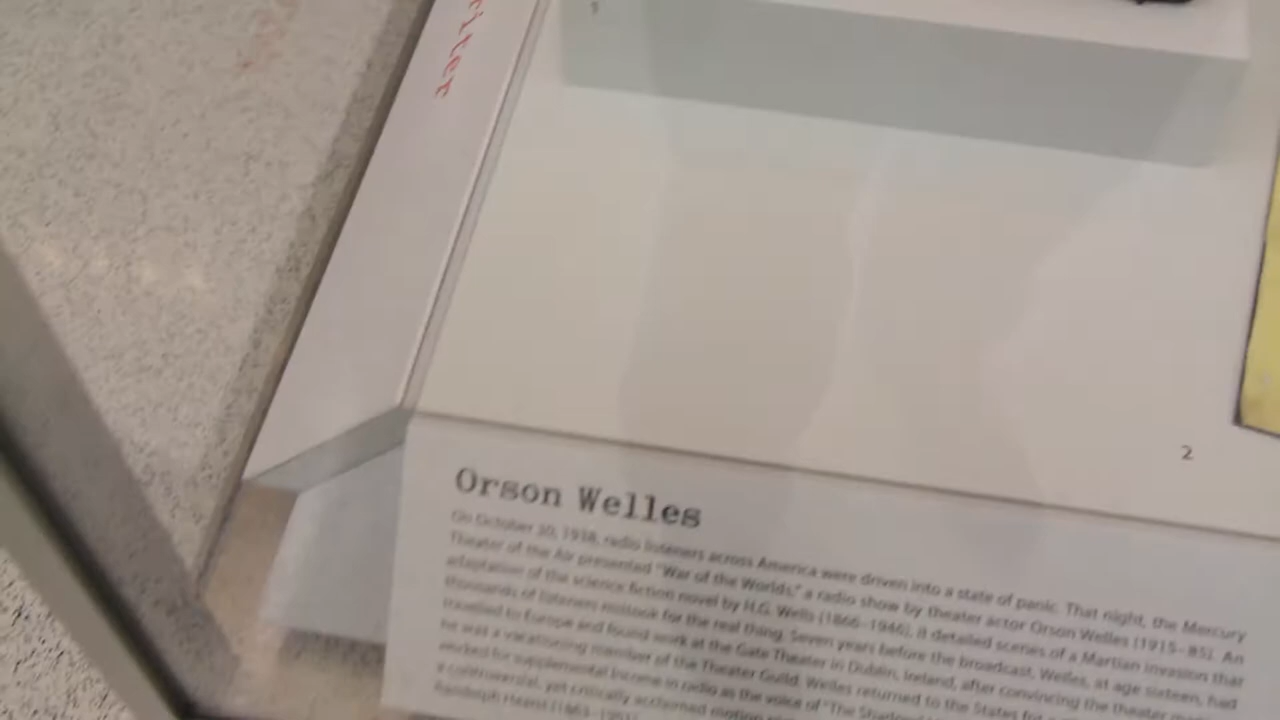 riter
2
Orson Welles
On October 30, 1938, radio listeners across America were driven into a state of panic. That night, the Mercury
Theater of the Air presented "War of the Worlds," a radio show by theater actor Orson Welles (1915–85). An
adaptation of the science fiction novel by H.G. Wells (1866–1946), it detailed scenes of a Martian invasion that
thousands of listeners mistook for the real thing. Seven years before the broadcast, Welles, at age sixteen, had
travelled to Europe and found work at the Gate Theater in Dublin, Ireland, after convincing the theater
he was a vacationing member of the Theater Guild. Welles returned to the States for
worked for supplemental income in radio as the voice of "The
a controversial, yet critically acclaimed motion
Randolph Hearst (1863–1951)